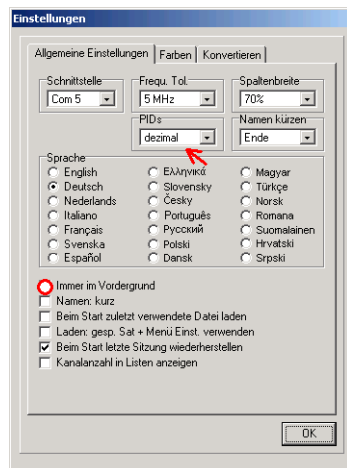 Einstellungen
Allgemeine Einstellungen Farben Konvertieren
Schnittstelle Frequ. Tol. Spaltenbreite
Com 5 5 MHz 70%
PIDs Namen kürzen
dezimal Ende
Sprache
English Ελληνικά Magyar
Deutsch Slovensky Türkçe
Nederlands Česky Norsk
Italiano Português Romana
Français Русский Suomalainen
Svenska Polski Hrvatski
Español Dansk Srpski
Immer im Vordergrund
Namen: kurz
Beim Start zuletzt verwendete Datei laden
Laden: gesp. Sat + Menü Einst. verwenden
Beim Start letzte Sitzung wiederherstellen
Kanalanzahl in Listen anzeigen
OK